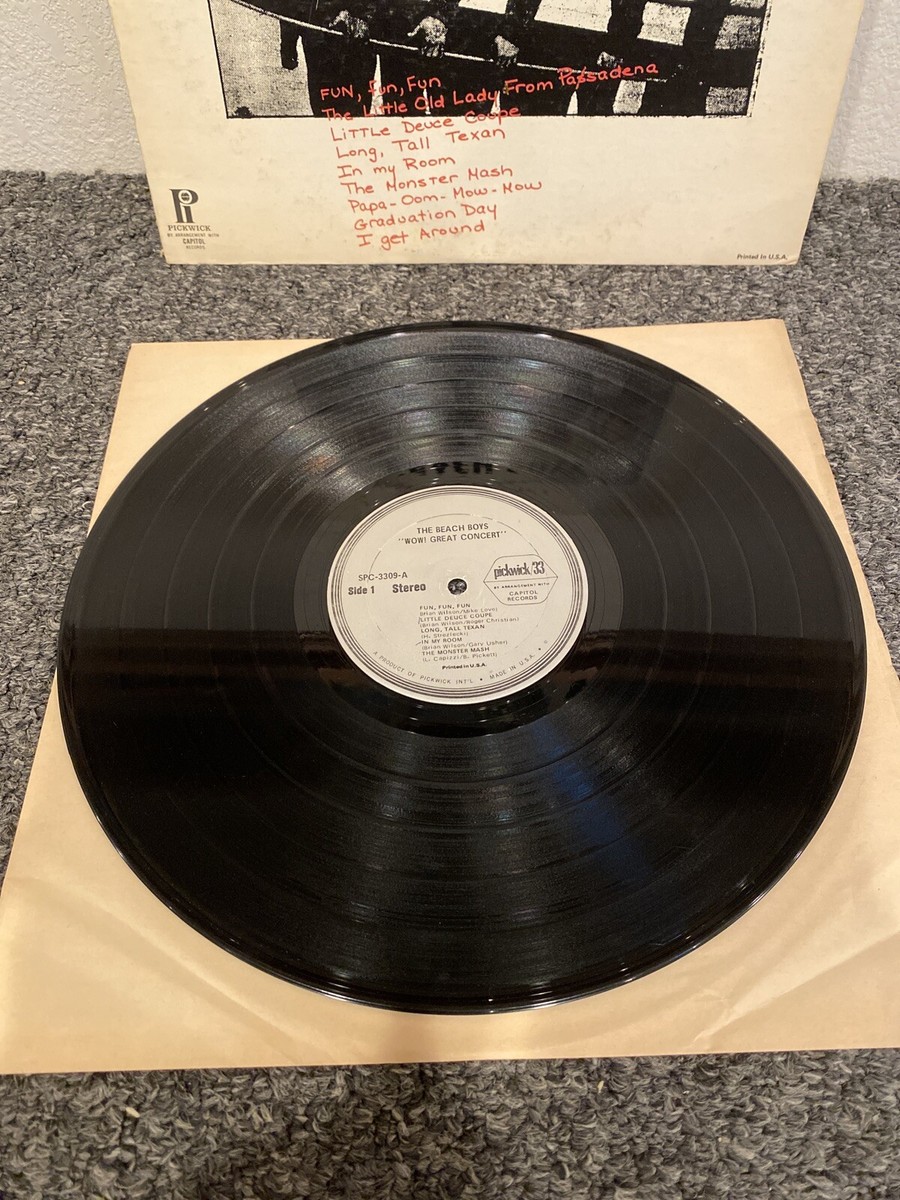 FUN, Fun, Fun
The Little Old Lady From Passadena
Little Deuce Coupe
Long, Tall Texan
In my Room
The Monster Mash
Papa-Oom-Mow-Mow
Graduation Day
I get Around
PICKWICK
BY ARRANGEMENT WITH
CAPITOL
RECORDS
Printed in U.S.A.
THE BEACH BOYS
"WOW! GREAT CONCERT"
SPC-3309-A
Side 1 Stereo
pickwick/33
BY ARRANGEMENT WITH
CAPITOL
RECORDS
FUN, FUN, FUN
(Brian Wilson/Mike Love)
LITTLE DEUCE COUPE
(Brian Wilson/Roger Christian)
LONG, TALL TEXAN
(H. Strezlecki)
IN MY ROOM
(Brian Wilson/Gary Usher)
THE MONSTER MASH
(L. Capizzi/B. Pickett)
Printed in U.S.A.
A PRODUCT OF PICKWICK INT'L. • MADE IN U.S.A. •